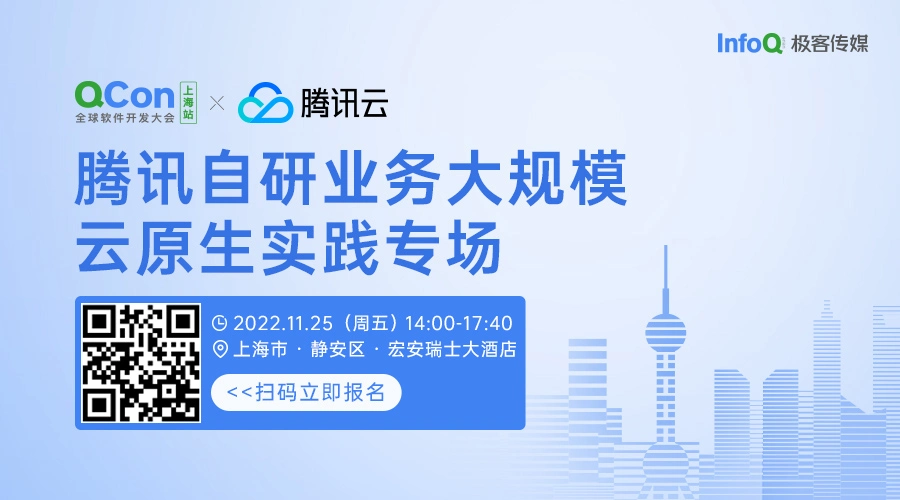 InfoQ 极客传媒
QCon 上海站 × 腾讯云
全球软件开发大会
腾讯自研业务大规模
云原生实践专场
2022.11.25（周五）14:00-17:40
上海市 · 静安区 · 宏安瑞士大酒店
<<扫码立即报名